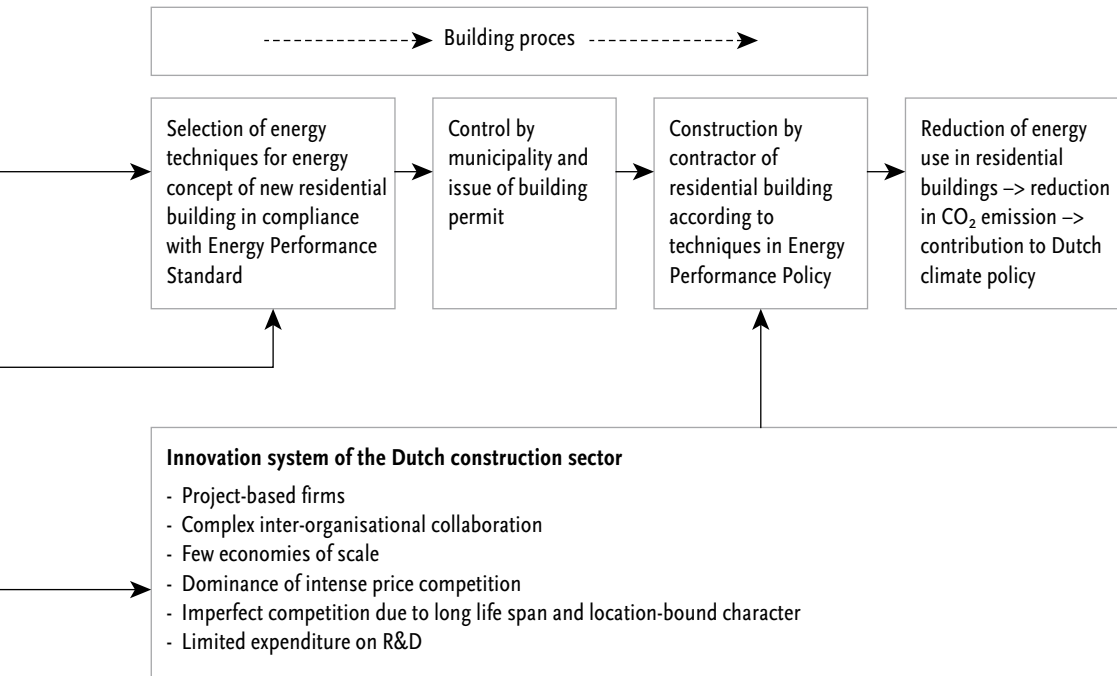 Building proces
Selection of energy
techniques for energy
concept of new residential
building in compliance
with Energy Performance
Standard
Control by
municipality and
issue of building
permit
Construction by
contractor of
residential building
according to
techniques in Energy
Performance Policy
Reduction of energy
use in residential
buildings –> reduction
in CO₂ emission –>
contribution to Dutch
climate policy
Innovation system of the Dutch construction sector
- Project-based firms
- Complex inter-organisational collaboration
- Few economies of scale
- Dominance of intense price competition
- Imperfect competition due to long life span and location-bound character
- Limited expenditure on R&D